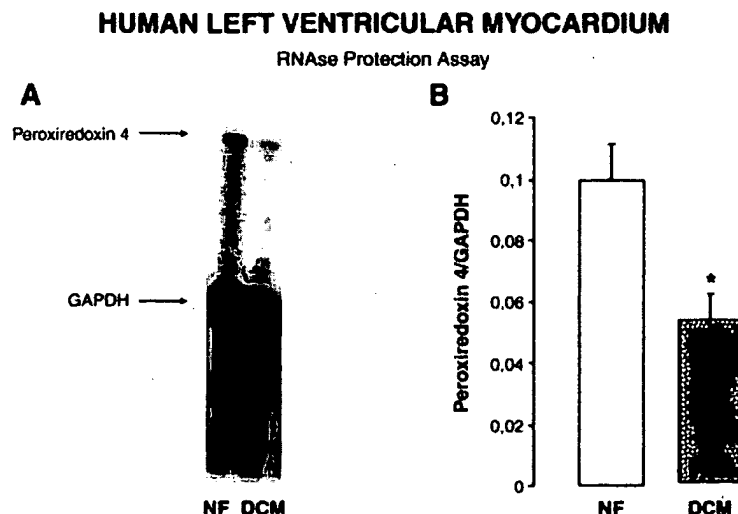 HUMAN LEFT VENTRICULAR MYOCARDIUM
RNAse Protection Assay
A
Peroxiredoxin 4
GAPDH
NF DCM
B
Peroxiredoxin 4/GAPDH
0,12
0,1
0,08
0,06
0,04
0,02
0
*
NF
DCM